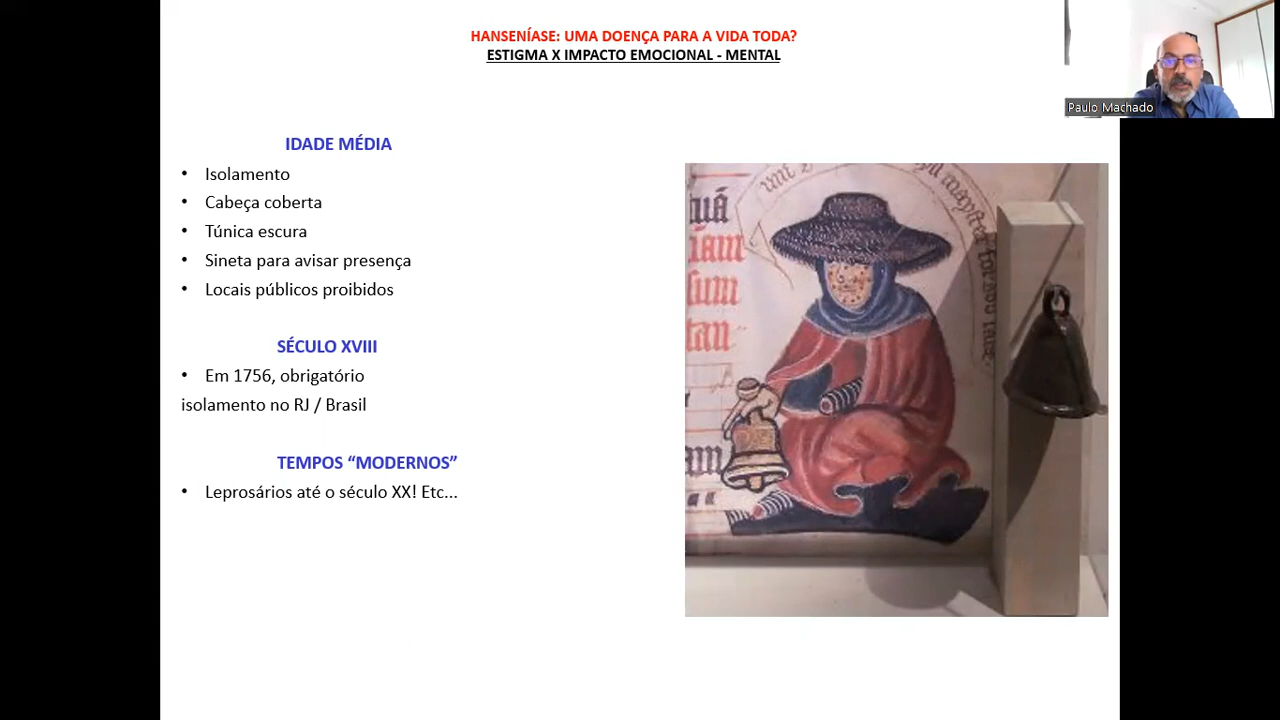 HANSENÍASE: UMA DOENÇA PARA A VIDA TODA?
ESTIGMA X IMPACTO EMOCIONAL - MENTAL
Paulo Machado
IDADE MÉDIA
• Isolamento
• Cabeça coberta
• Túnica escura
• Sineta para avisar presença
• Locais públicos proibidos
SÉCULO XVIII
• Em 1756, obrigatório
isolamento no RJ / Brasil
TEMPOS “MODERNOS”
• Leprosários até o século XX! Etc...